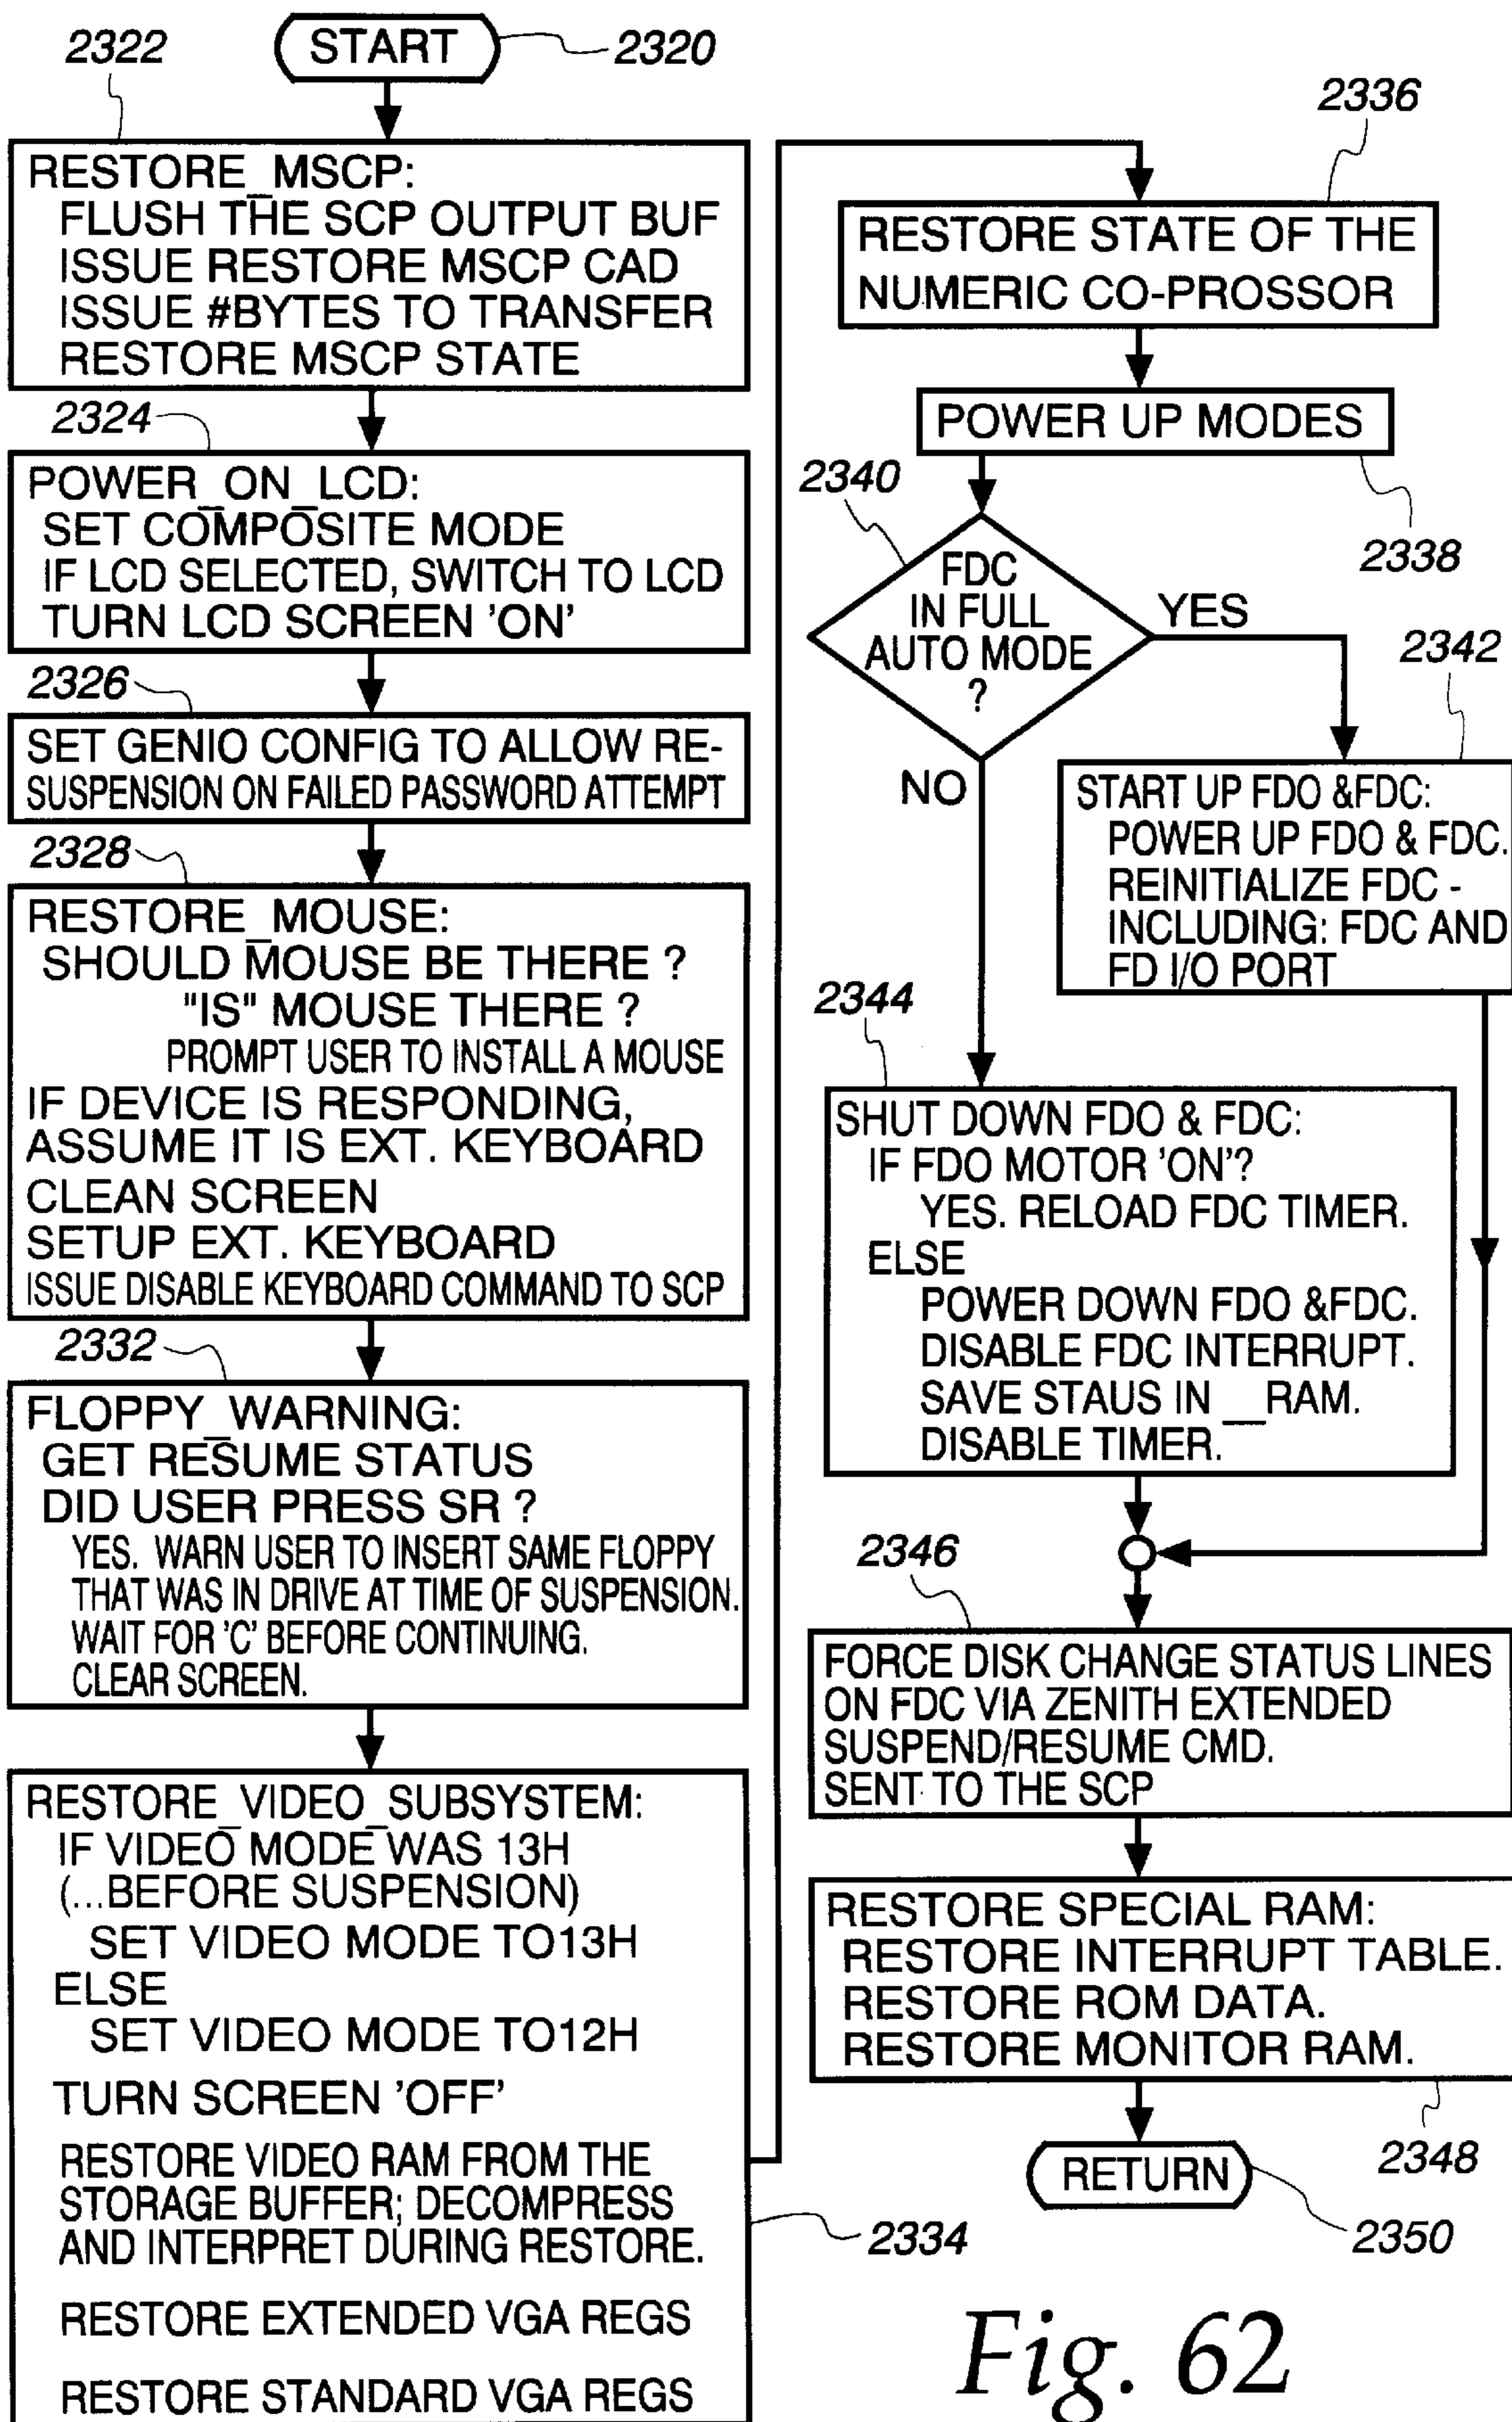 START
2320
2322
RESTORE_MSCP:
FLUSH THE SCP OUTPUT BUF
ISSUE RESTORE MSCP CAD
ISSUE #BYTES TO TRANSFER
RESTORE MSCP STATE
2324
POWER_ON_LCD:
SET COMPOSITE MODE
IF LCD SELECTED, SWITCH TO LCD
TURN LCD SCREEN 'ON'
2326
SET GENIO CONFIG TO ALLOW RE-
SUSPENSION ON FAILED PASSWORD ATTEMPT
2328
RESTORE_MOUSE:
SHOULD MOUSE BE THERE ?
"IS" MOUSE THERE ?
PROMPT USER TO INSTALL A MOUSE
IF DEVICE IS RESPONDING,
ASSUME IT IS EXT. KEYBOARD
CLEAN SCREEN
SETUP EXT. KEYBOARD
ISSUE DISABLE KEYBOARD COMMAND TO SCP
2332
FLOPPY_WARNING:
GET RESUME STATUS
DID USER PRESS SR ?
YES. WARN USER TO INSERT SAME FLOPPY
THAT WAS IN DRIVE AT TIME OF SUSPENSION.
WAIT FOR 'C' BEFORE CONTINUING.
CLEAR SCREEN.
RESTORE_VIDEO_SUBSYSTEM:
IF VIDEO MODE WAS 13H
(...BEFORE SUSPENSION)
SET VIDEO MODE TO13H
ELSE
SET VIDEO MODE TO12H
TURN SCREEN 'OFF'
RESTORE VIDEO RAM FROM THE
STORAGE BUFFER; DECOMPRESS
AND INTERPRET DURING RESTORE.
RESTORE EXTENDED VGA REGS
RESTORE STANDARD VGA REGS
2334
2336
RESTORE STATE OF THE
NUMERIC CO-PROSSOR
POWER UP MODES
2338
2340
FDC
IN FULL
AUTO MODE
?
YES
NO
2342
START UP FDO &FDC:
POWER UP FDO & FDC.
REINITIALIZE FDC -
INCLUDING: FDC AND
FD I/O PORT
2344
SHUT DOWN FDO & FDC:
IF FDO MOTOR 'ON'?
YES. RELOAD FDC TIMER.
ELSE
POWER DOWN FDO &FDC.
DISABLE FDC INTERRUPT.
SAVE STAUS IN __RAM.
DISABLE TIMER.
2346
FORCE DISK CHANGE STATUS LINES
ON FDC VIA ZENITH EXTENDED
SUSPEND/RESUME CMD.
SENT TO THE SCP
RESTORE SPECIAL RAM:
RESTORE INTERRUPT TABLE.
RESTORE ROM DATA.
RESTORE MONITOR RAM.
2348
RETURN
2350
Fig. 62